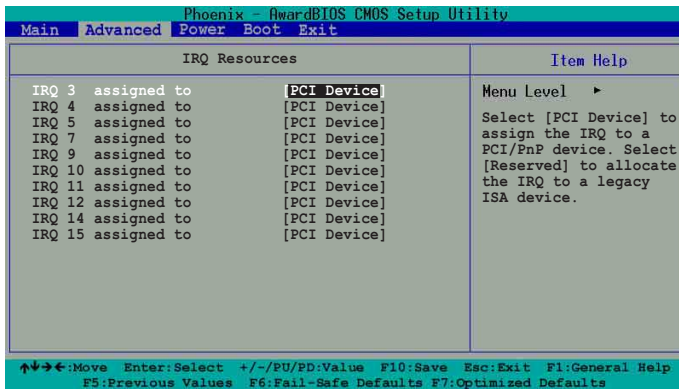 Phoenix - AwardBIOS CMOS Setup Utility
Main Advanced Power Boot Exit
IRQ Resources
IRQ 3 assigned to [PCI Device]
IRQ 4 assigned to [PCI Device]
IRQ 5 assigned to [PCI Device]
IRQ 7 assigned to [PCI Device]
IRQ 9 assigned to [PCI Device]
IRQ 10 assigned to [PCI Device]
IRQ 11 assigned to [PCI Device]
IRQ 12 assigned to [PCI Device]
IRQ 14 assigned to [PCI Device]
IRQ 15 assigned to [PCI Device]
Item Help
Menu Level ►
Select [PCI Device] to
assign the IRQ to a
PCI/PnP device. Select
[Reserved] to allocate
the IRQ to a legacy
ISA device.
↑↓→←:Move Enter:Select +/-/PU/PD:Value F10:Save Esc:Exit F1:General Help
F5:Previous Values F6:Fail-Safe Defaults F7:Optimized Defaults